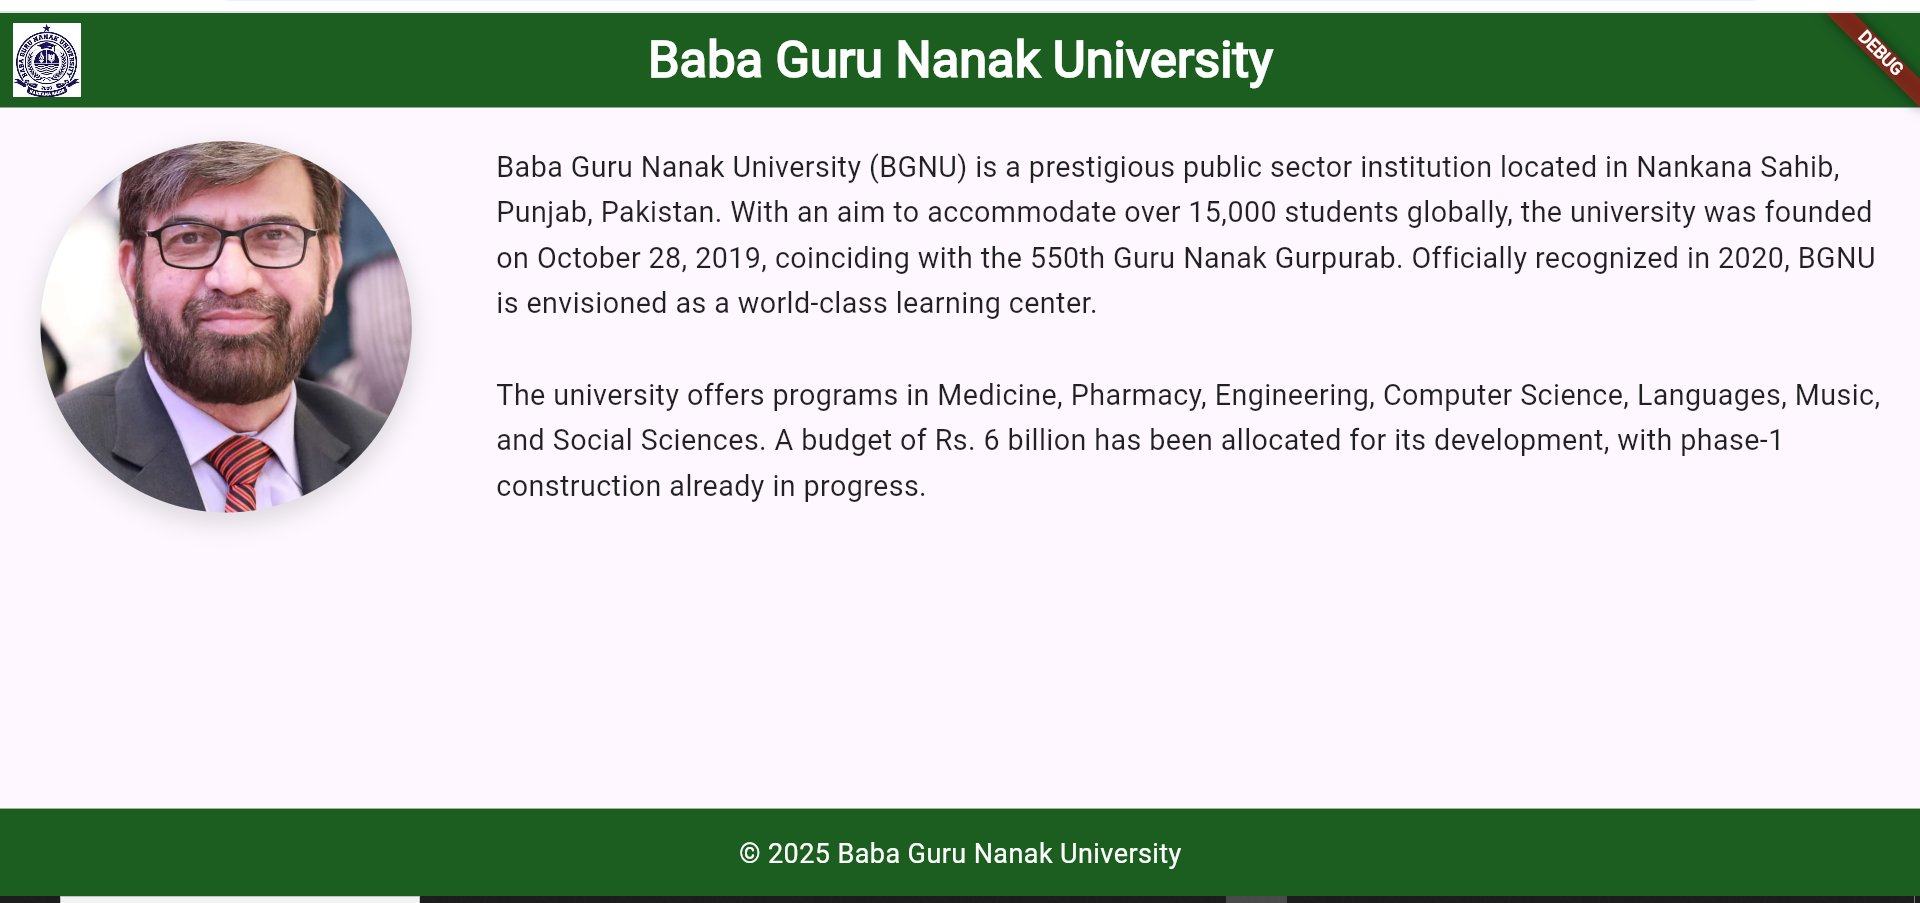 BABA GURU NANAK UNIVERSITY
2020
NANKANA SAHIB
Baba Guru Nanak University
DEBUG
Baba Guru Nanak University (BGNU) is a prestigious public sector institution located in Nankana Sahib,
Punjab, Pakistan. With an aim to accommodate over 15,000 students globally, the university was founded
on October 28, 2019, coinciding with the 550th Guru Nanak Gurpurab. Officially recognized in 2020, BGNU
is envisioned as a world-class learning center.
The university offers programs in Medicine, Pharmacy, Engineering, Computer Science, Languages, Music,
and Social Sciences. A budget of Rs. 6 billion has been allocated for its development, with phase-1
construction already in progress.
© 2025 Baba Guru Nanak University